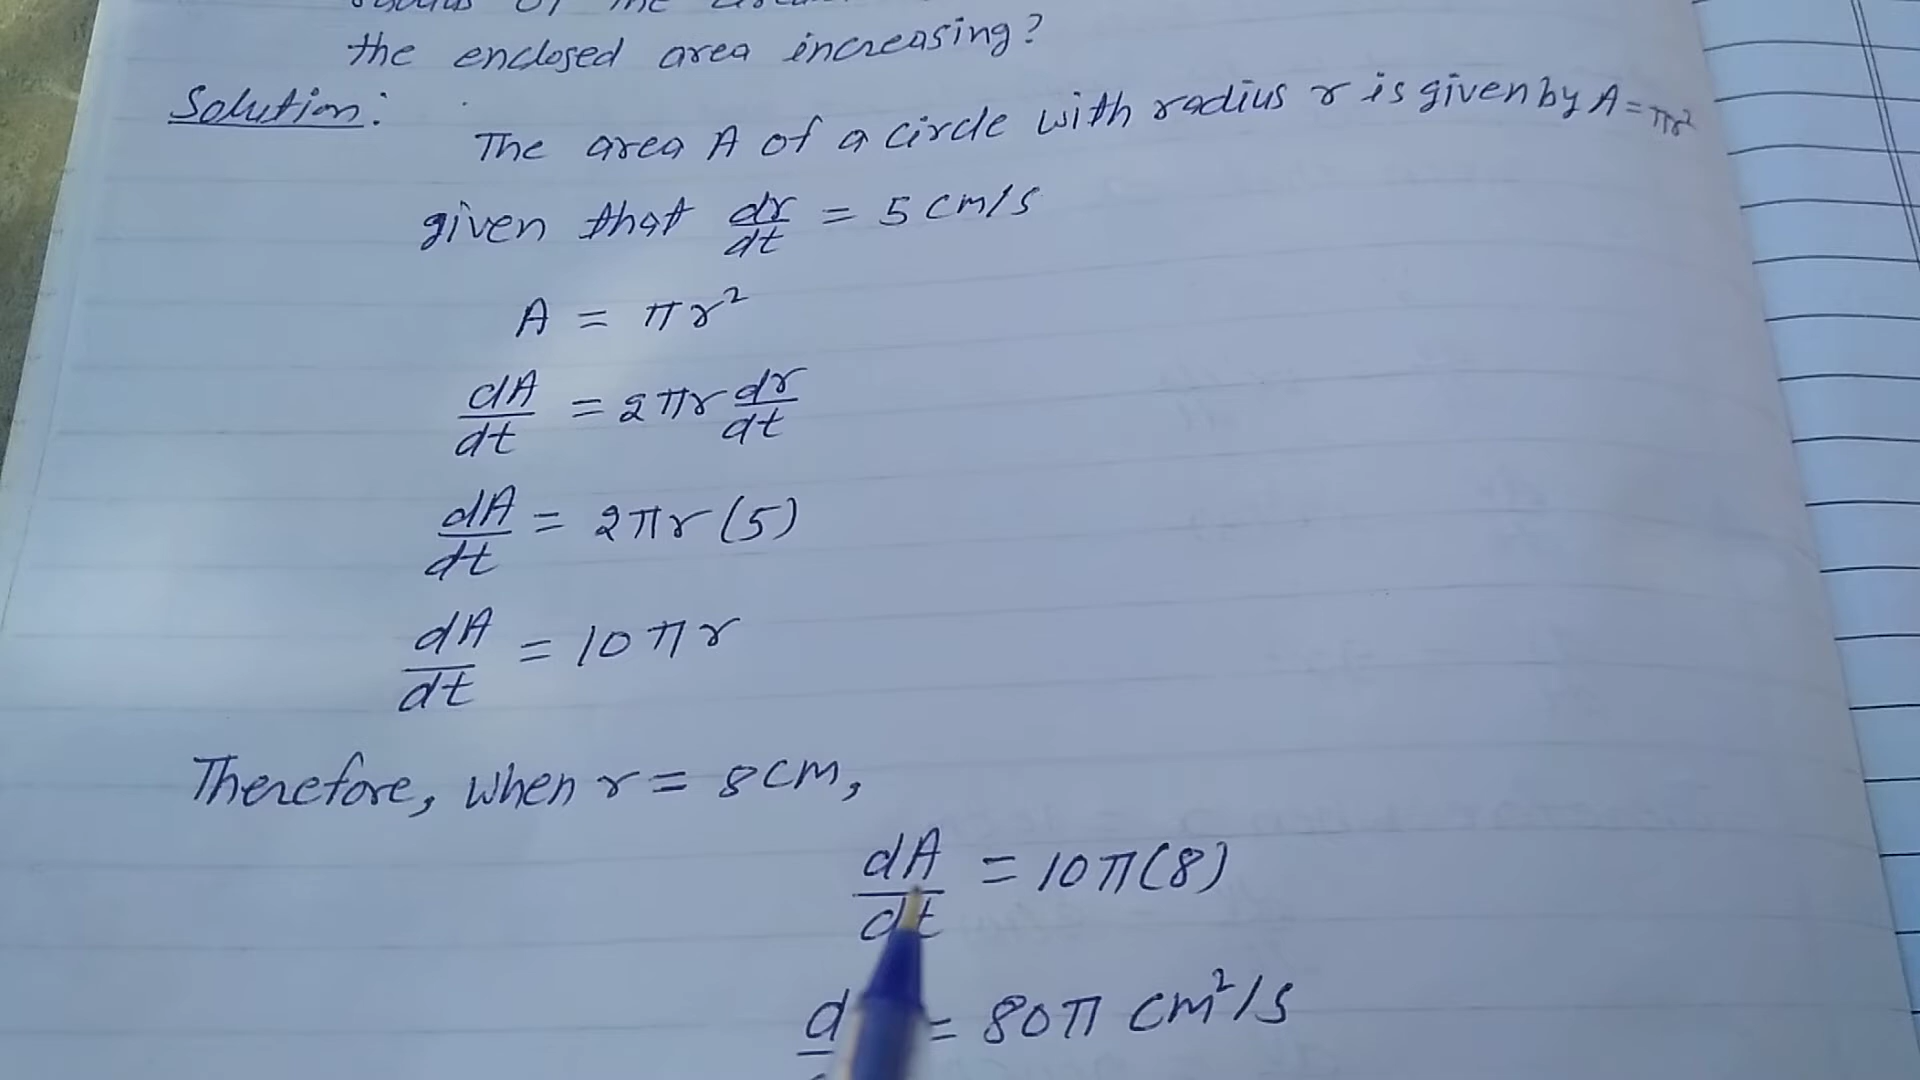 the enclosed area increasing?
Solution:
The area A of a circle with radius r is given by A = πr²
given that dr/dt = 5 cm/s
A = πr²
dA/dt = 2πr dr/dt
dA/dt = 2πr (5)
dA/dt = 10πr
Therefore, when r = 8cm,
dA/dt = 10π(8)
d = 80π cm²/s